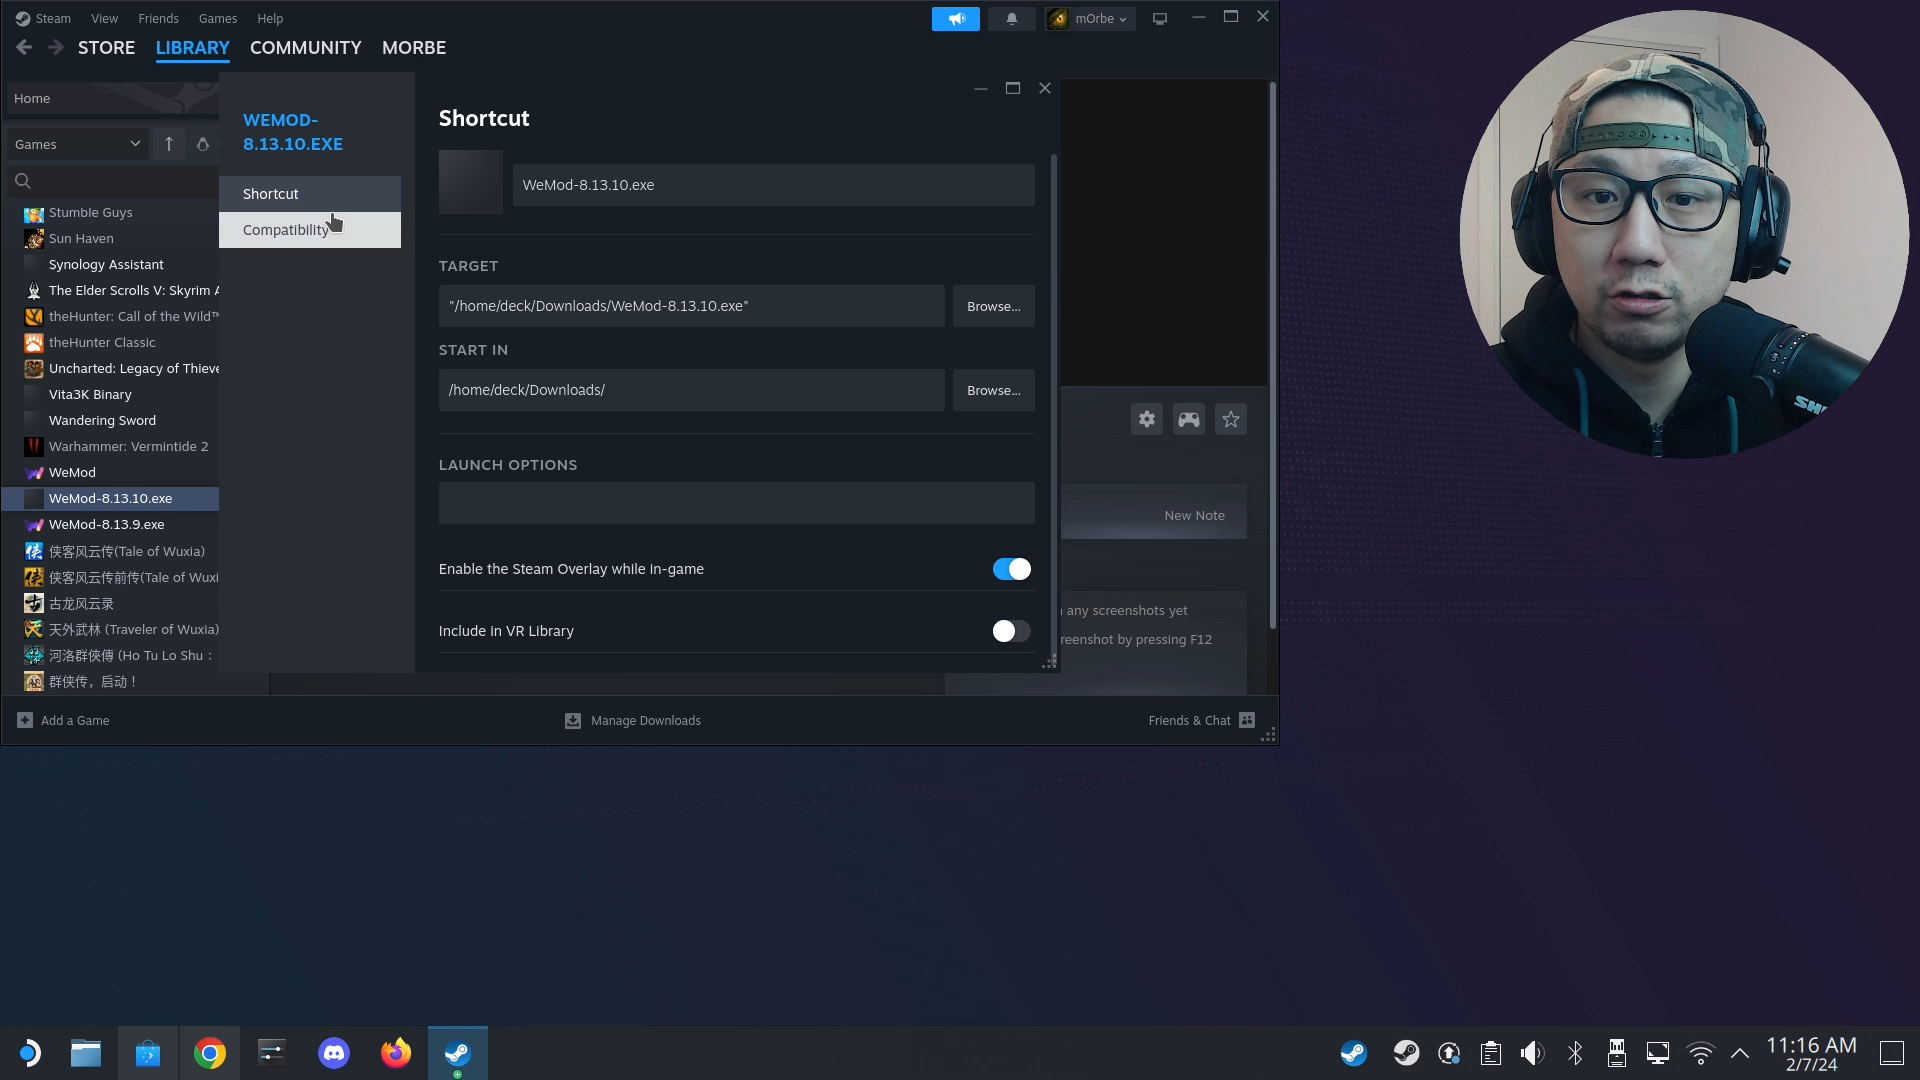 Steam View Friends Games Help
mOrbe
STORE LIBRARY COMMUNITY MORBE
Home
Games
Stumble Guys
Sun Haven
Synology Assistant
The Elder Scrolls V: Skyrim
theHunter: Call of the Wild™
theHunter Classic
Uncharted: Legacy of Thieve
Vita3K Binary
Wandering Sword
Warhammer: Vermintide 2
WeMod
WeMod-8.13.10.exe
WeMod-8.13.9.exe
侠客风云传(Tale of Wuxia)
侠客风云传前传(Tale of Wuxi
古龙风云录
天外武林 (Traveler of Wuxia)
河洛群俠傳 (Ho Tu Lo Shu :
群侠传，启动！
WEMOD-
8.13.10.EXE
Shortcut
Compatibility
Shortcut
WeMod-8.13.10.exe
TARGET
"/home/deck/Downloads/WeMod-8.13.10.exe"
Browse...
START IN
/home/deck/Downloads/
Browse...
LAUNCH OPTIONS
Enable the Steam Overlay while in-game
Include in VR Library
New Note
any screenshots yet
reenshot by pressing F12
Add a Game
Manage Downloads
Friends & Chat
11:16 AM
2/7/24